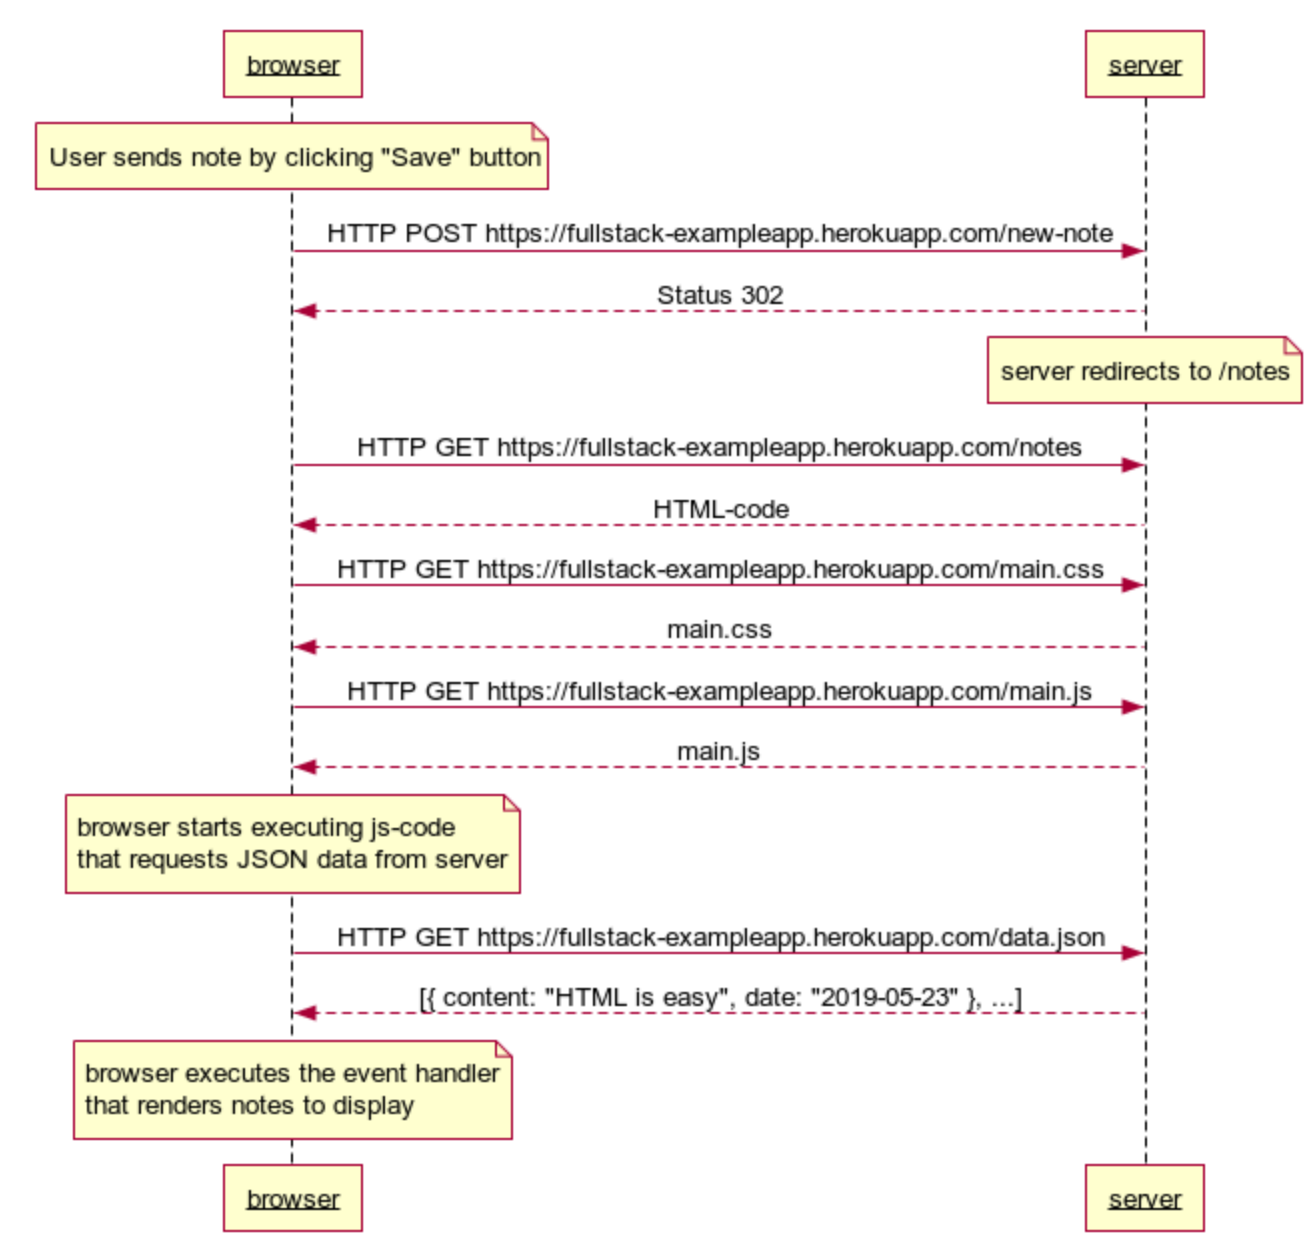 browser
server
User sends note by clicking "Save" button
HTTP POST https://fullstack-exampleapp.herokuapp.com/new-note
Status 302
server redirects to /notes
HTTP GET https://fullstack-exampleapp.herokuapp.com/notes
HTML-code
HTTP GET https://fullstack-exampleapp.herokuapp.com/main.css
main.css
HTTP GET https://fullstack-exampleapp.herokuapp.com/main.js
main.js
browser starts executing js-code
that requests JSON data from server
HTTP GET https://fullstack-exampleapp.herokuapp.com/data.json
[{ content: "HTML is easy", date: "2019-05-23" }, ...]
browser executes the event handler
that renders notes to display
browser
server